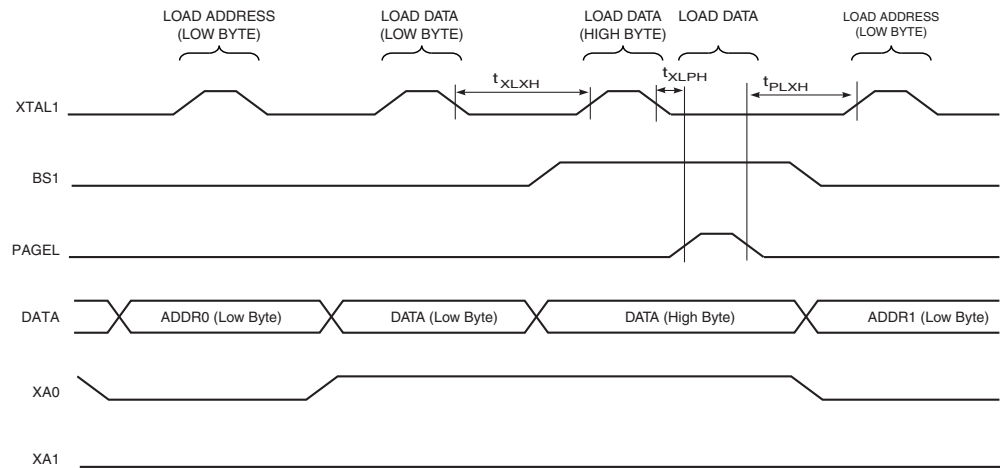 LOAD ADDRESS
(LOW BYTE)
LOAD DATA
(LOW BYTE)
LOAD DATA
(HIGH BYTE)
LOAD DATA
LOAD ADDRESS
(LOW BYTE)
XTAL1
tXLXH
tXLPH
tPLXH
BS1
PAGEL
DATA
ADDR0 (Low Byte)
DATA (Low Byte)
DATA (High Byte)
ADDR1 (Low Byte)
XA0
XA1